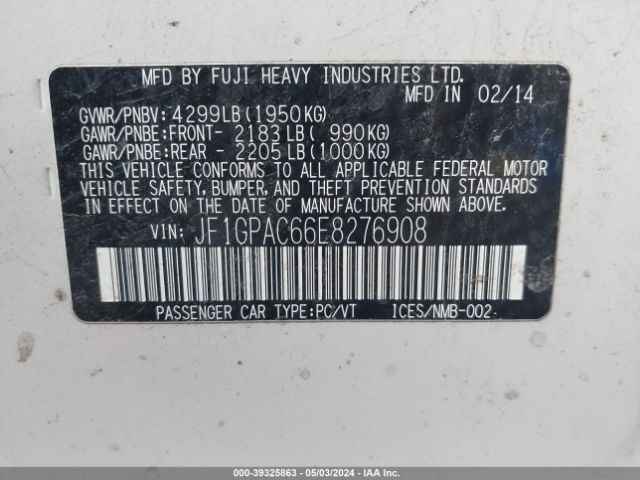 MFD BY FUJI HEAVY INDUSTRIES LTD.
MFD IN 02/14
GVWR/PNBV: 4299LB (1950KG)
GAWR/PNBE:FRONT- 2183 LB ( 990KG)
GAWR/PNBE:REAR - 2205 LB (1000KG)
THIS VEHICLE CONFORMS TO ALL APPLICABLE FEDERAL MOTOR
VEHICLE SAFETY, BUMPER, AND THEFT PREVENTION STANDARDS
IN EFFECT ON THE DATE OF MANUFACTURE SHOWN ABOVE.
VIN: JF1GPAC66E8276908
PASSENGER CAR TYPE:PC/VT ICES/NMB-002
000-39325863 - 05/03/2024 - IAA Inc.